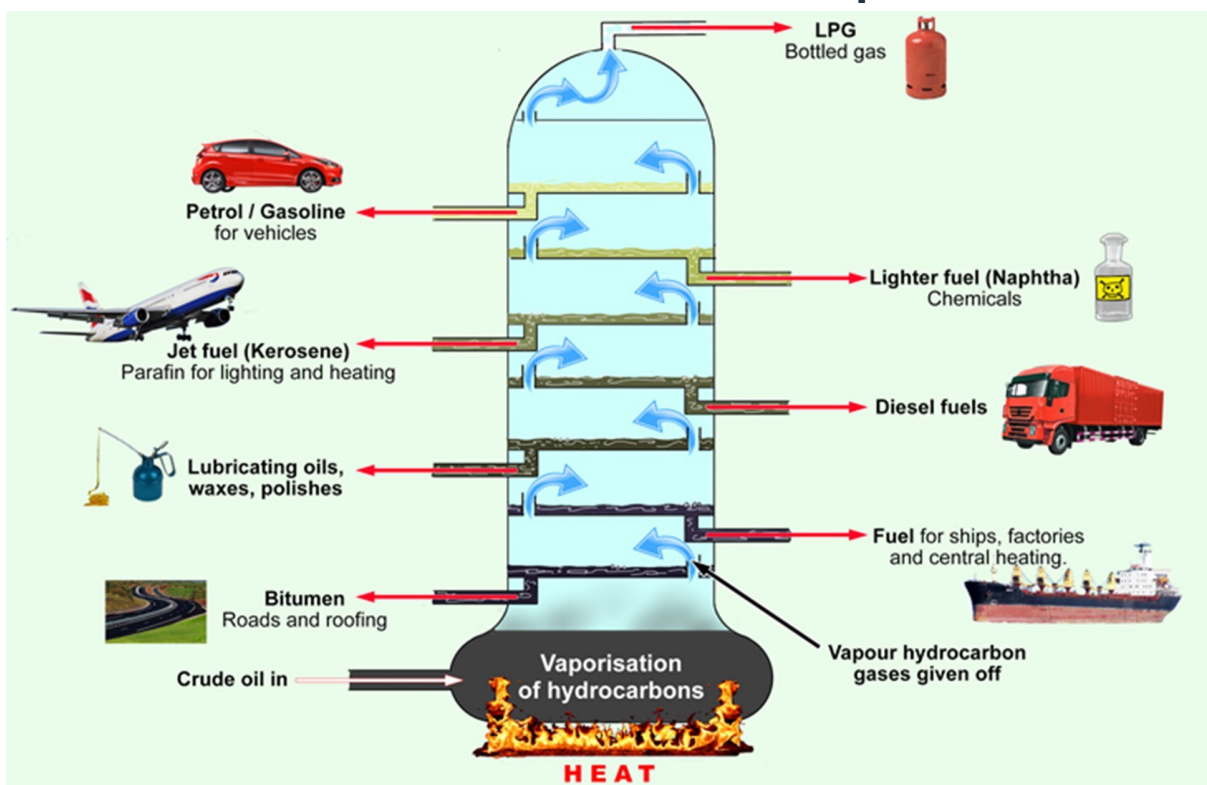 LPG
Bottled gas
Petrol / Gasoline
for vehicles
Lighter fuel (Naphtha)
Chemicals
Jet fuel (Kerosene)
Parafin for lighting and heating
Diesel fuels
Lubricating oils,
waxes, polishes
Fuel for ships, factories
and central heating.
Bitumen
Roads and roofing
Vapour hydrocarbon
gases given off
Crude oil in
Vaporisation
of hydrocarbons
HEAT